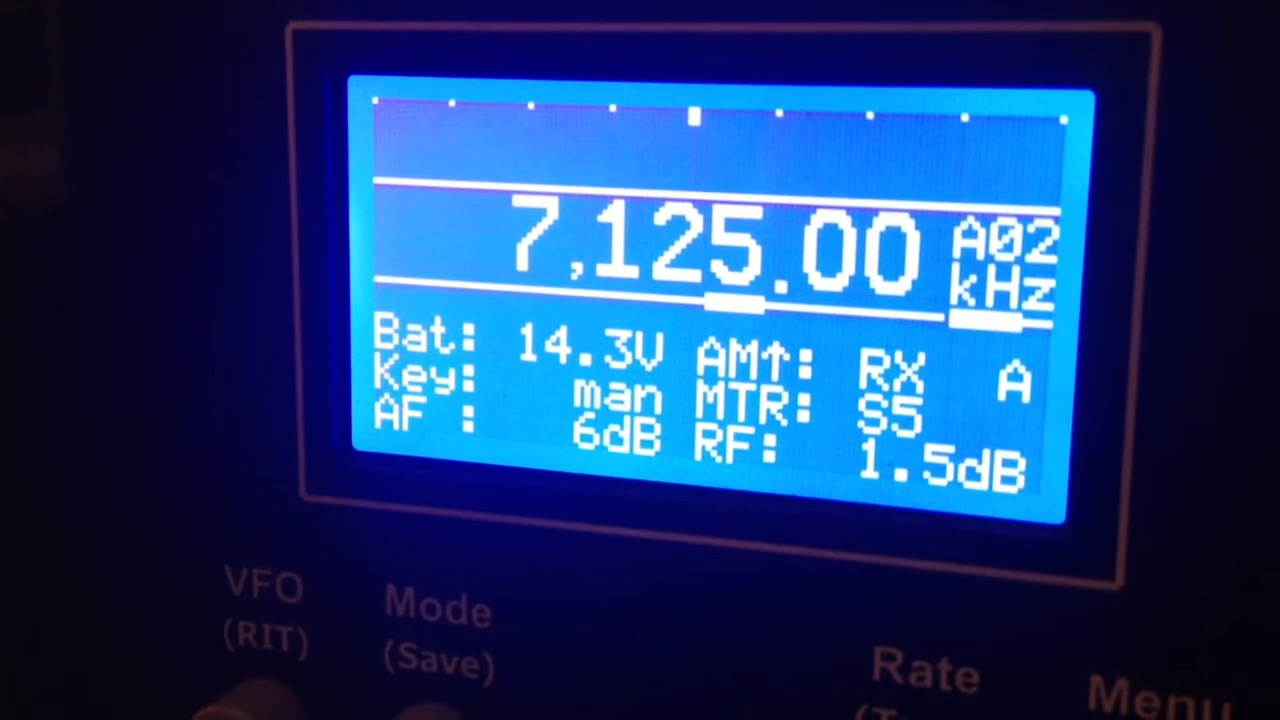 7,125.00 A02
kHz
Bat: 14.3V AM↑: RX A
Key: man MTR: S5
AF : 6dB RF: 1.5dB
VFO Mode Rate Menu
(RIT) (Save)